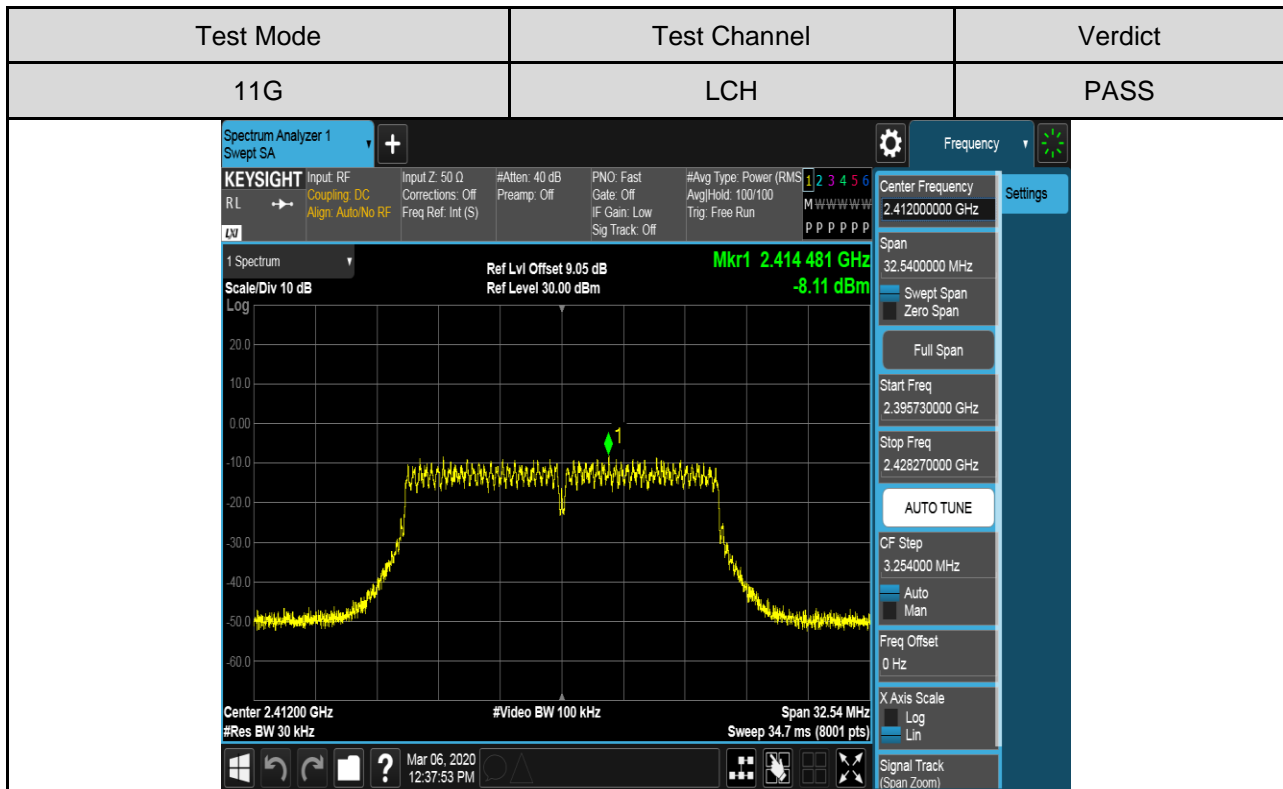 Test Mode Test Channel Verdict
11G LCH PASS
Spectrum Analyzer 1
Swept SA
+
Frequency
KEYSIGHT
RL
LXI
Input: RF
Coupling: DC
Align: Auto/No RF
Input Z: 50 Ω
Corrections: Off
Freq Ref: Int (S)
#Atten: 40 dB
Preamp: Off
PNO: Fast
Gate: Off
IF Gain: Low
Sig Track: Off
#Avg Type: Power (RMS
Avg|Hold: 100/100
Trig: Free Run
1 2 3 4 5 6
M W W W W W
P P P P P P
1 Spectrum
Scale/Div 10 dB
Ref Lvl Offset 9.05 dB
Ref Level 30.00 dBm
Mkr1 2.414 481 GHz
-8.11 dBm
Log
20.0
10.0
0.00
-10.0
-20.0
-30.0
-40.0
-50.0
-60.0
1
Center 2.41200 GHz
#Res BW 30 kHz
#Video BW 100 kHz
Span 32.54 MHz
Sweep 34.7 ms (8001 pts)
?
Mar 06, 2020
12:37:53 PM
Center Frequency
2.412000000 GHz
Settings
Span
32.5400000 MHz
Swept Span
Zero Span
Full Span
Start Freq
2.395730000 GHz
Stop Freq
2.428270000 GHz
AUTO TUNE
CF Step
3.254000 MHz
Auto
Man
Freq Offset
0 Hz
X Axis Scale
Log
Lin
Signal Track
(Span Zoom)